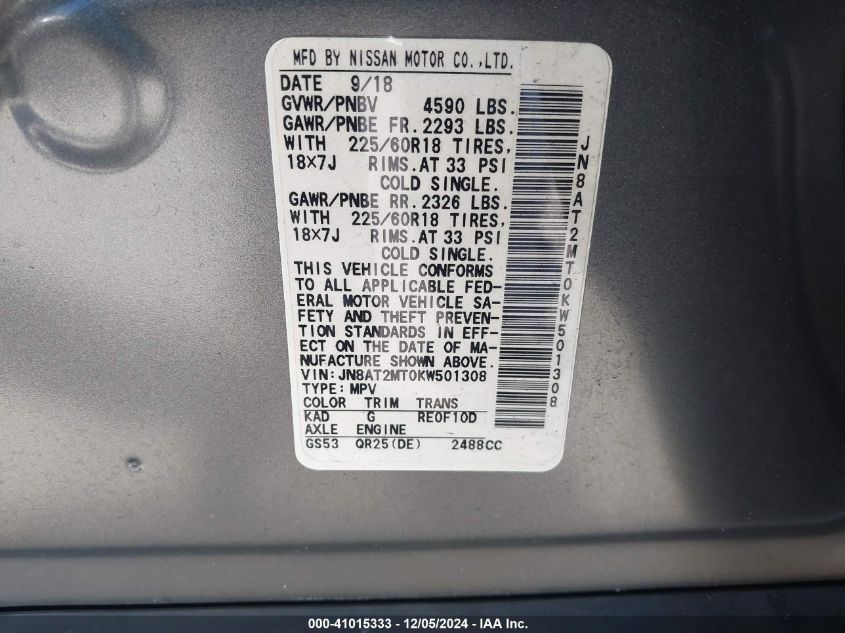 MFD BY NISSAN MOTOR CO.,LTD.
DATE 9/18
GVWR/PNBV 4590 LBS.
GAWR/PNBE FR. 2293 LBS.
WITH 225/60R18 TIRES,
18×7J RIMS.AT 33 PSI
COLD SINGLE.
GAWR/PNBE RR. 2326 LBS.
WITH 225/60R18 TIRES,
18×7J RIMS.AT 33 PSI
COLD SINGLE.
THIS VEHICLE CONFORMS
TO ALL APPLICABLE FED-
ERAL MOTOR VEHICLE SA-
FETY AND THEFT PREVEN-
TION STANDARDS IN EFF-
ECT ON THE DATE OF MA-
NUFACTURE SHOWN ABOVE.
VIN:JN8AT2MT0KW501308
TYPE:MPV
COLOR TRIM TRANS
KAD G RE0F10D
AXLE ENGINE
GS53 QR25(DE) 2488CC
JN8AT2MT0KW501308
000-41015333 - 12/05/2024 - IAA Inc.